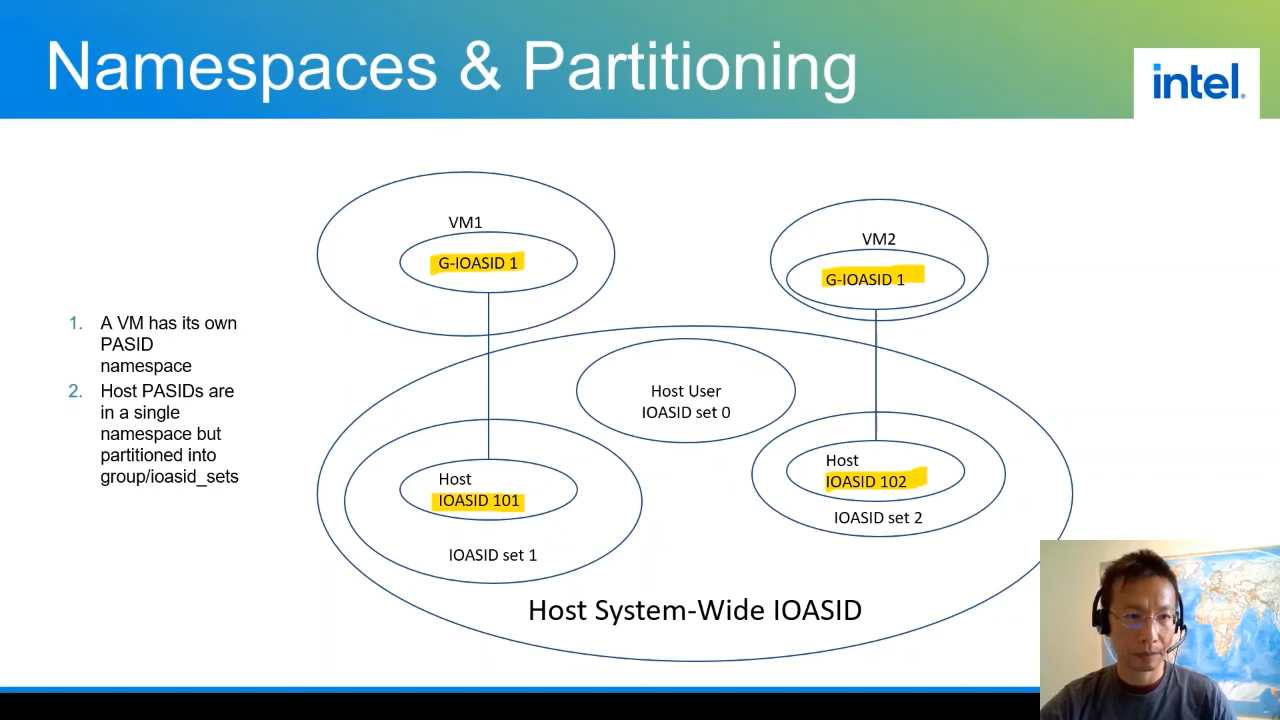 Namespaces & Partitioning
intel.
VM1
G-IOASID 1
VM2
G-IOASID 1
1. A VM has its own
PASID
namespace
2. Host PASIDs are
in a single
namespace but
partitioned into
group/ioasid_sets
Host User
IOASID set 0
Host
IOASID 101
IOASID set 1
Host
IOASID 102
IOASID set 2
Host System-Wide IOASID